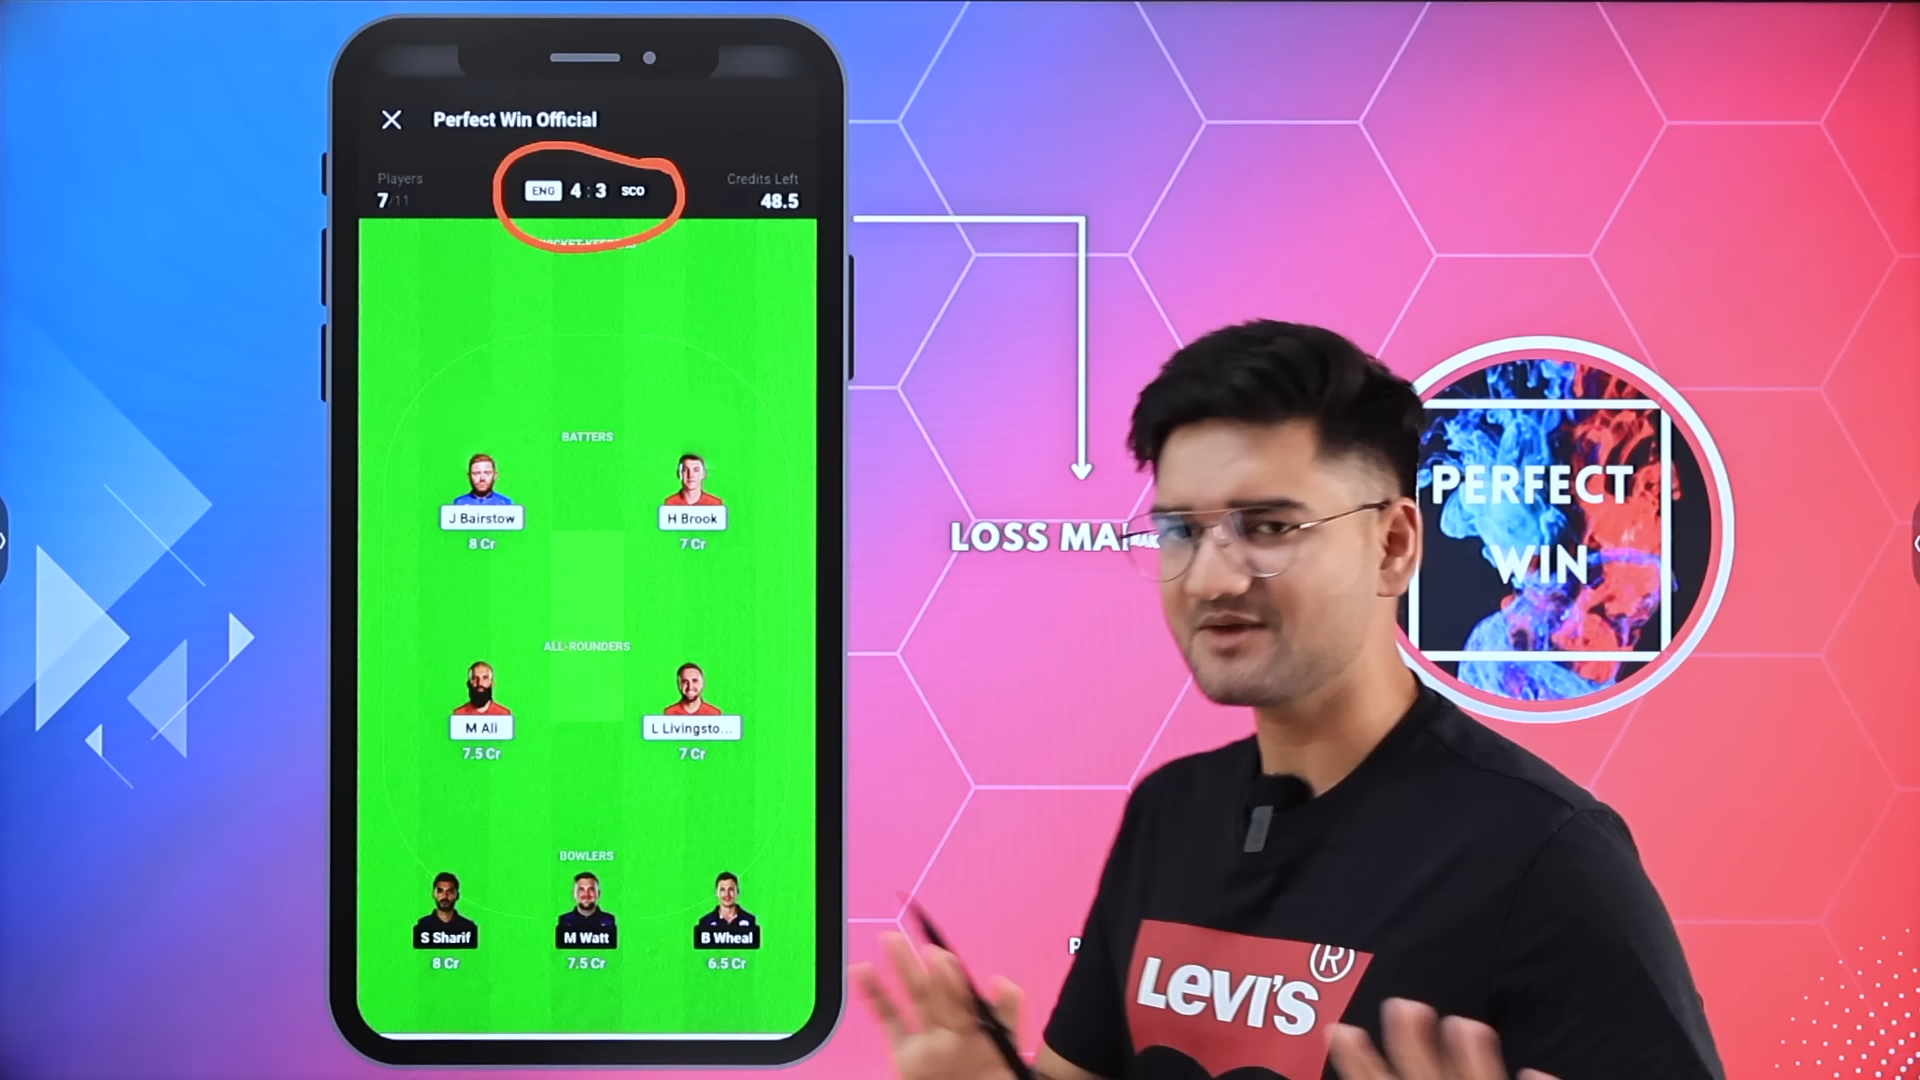 Perfect Win Official
Players
7/11
ENG 4 : 3 SCO
Credits Left
48.5
BATTERS
J Bairstow
H Brook
8 Cr
7 Cr
ALL-ROUNDERS
M Ali
L Livingsto...
7.5 Cr
7 Cr
BOWLERS
S Sharif
M Watt
B Wheal
8 Cr
7.5 Cr
6.5 Cr
LOSS
PERFECT
WIN
LEVI'S ®